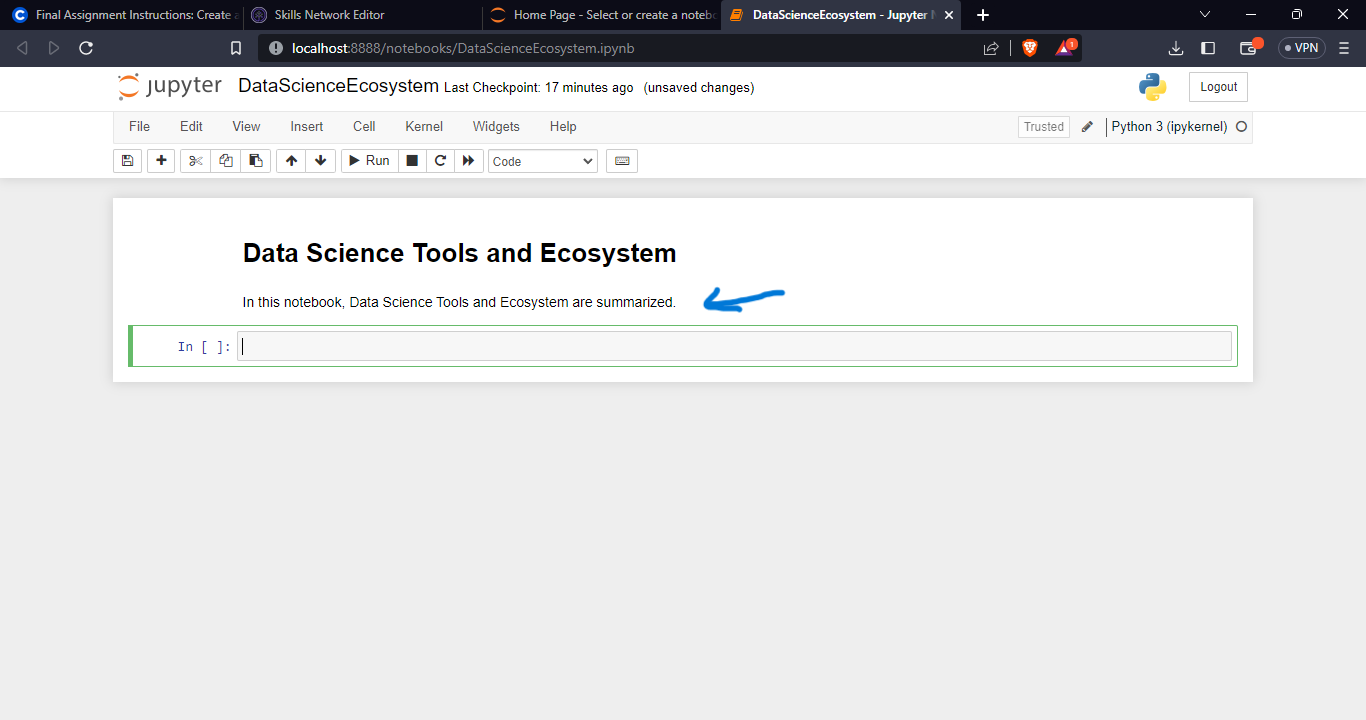 Final Assignment Instructions: Create a
Skills Network Editor
Home Page - Select or create a noteb
DataScienceEcosystem - Jupyter N
localhost:8888/notebooks/DataScienceEcosystem.ipynb
1
VPN
jupyter DataScienceEcosystem Last Checkpoint: 17 minutes ago (unsaved changes)
Logout
File Edit View Insert Cell Kernel Widgets Help
Trusted Python 3 (ipykernel)
Run Code
Data Science Tools and Ecosystem
In this notebook, Data Science Tools and Ecosystem are summarized.
In [ ]: